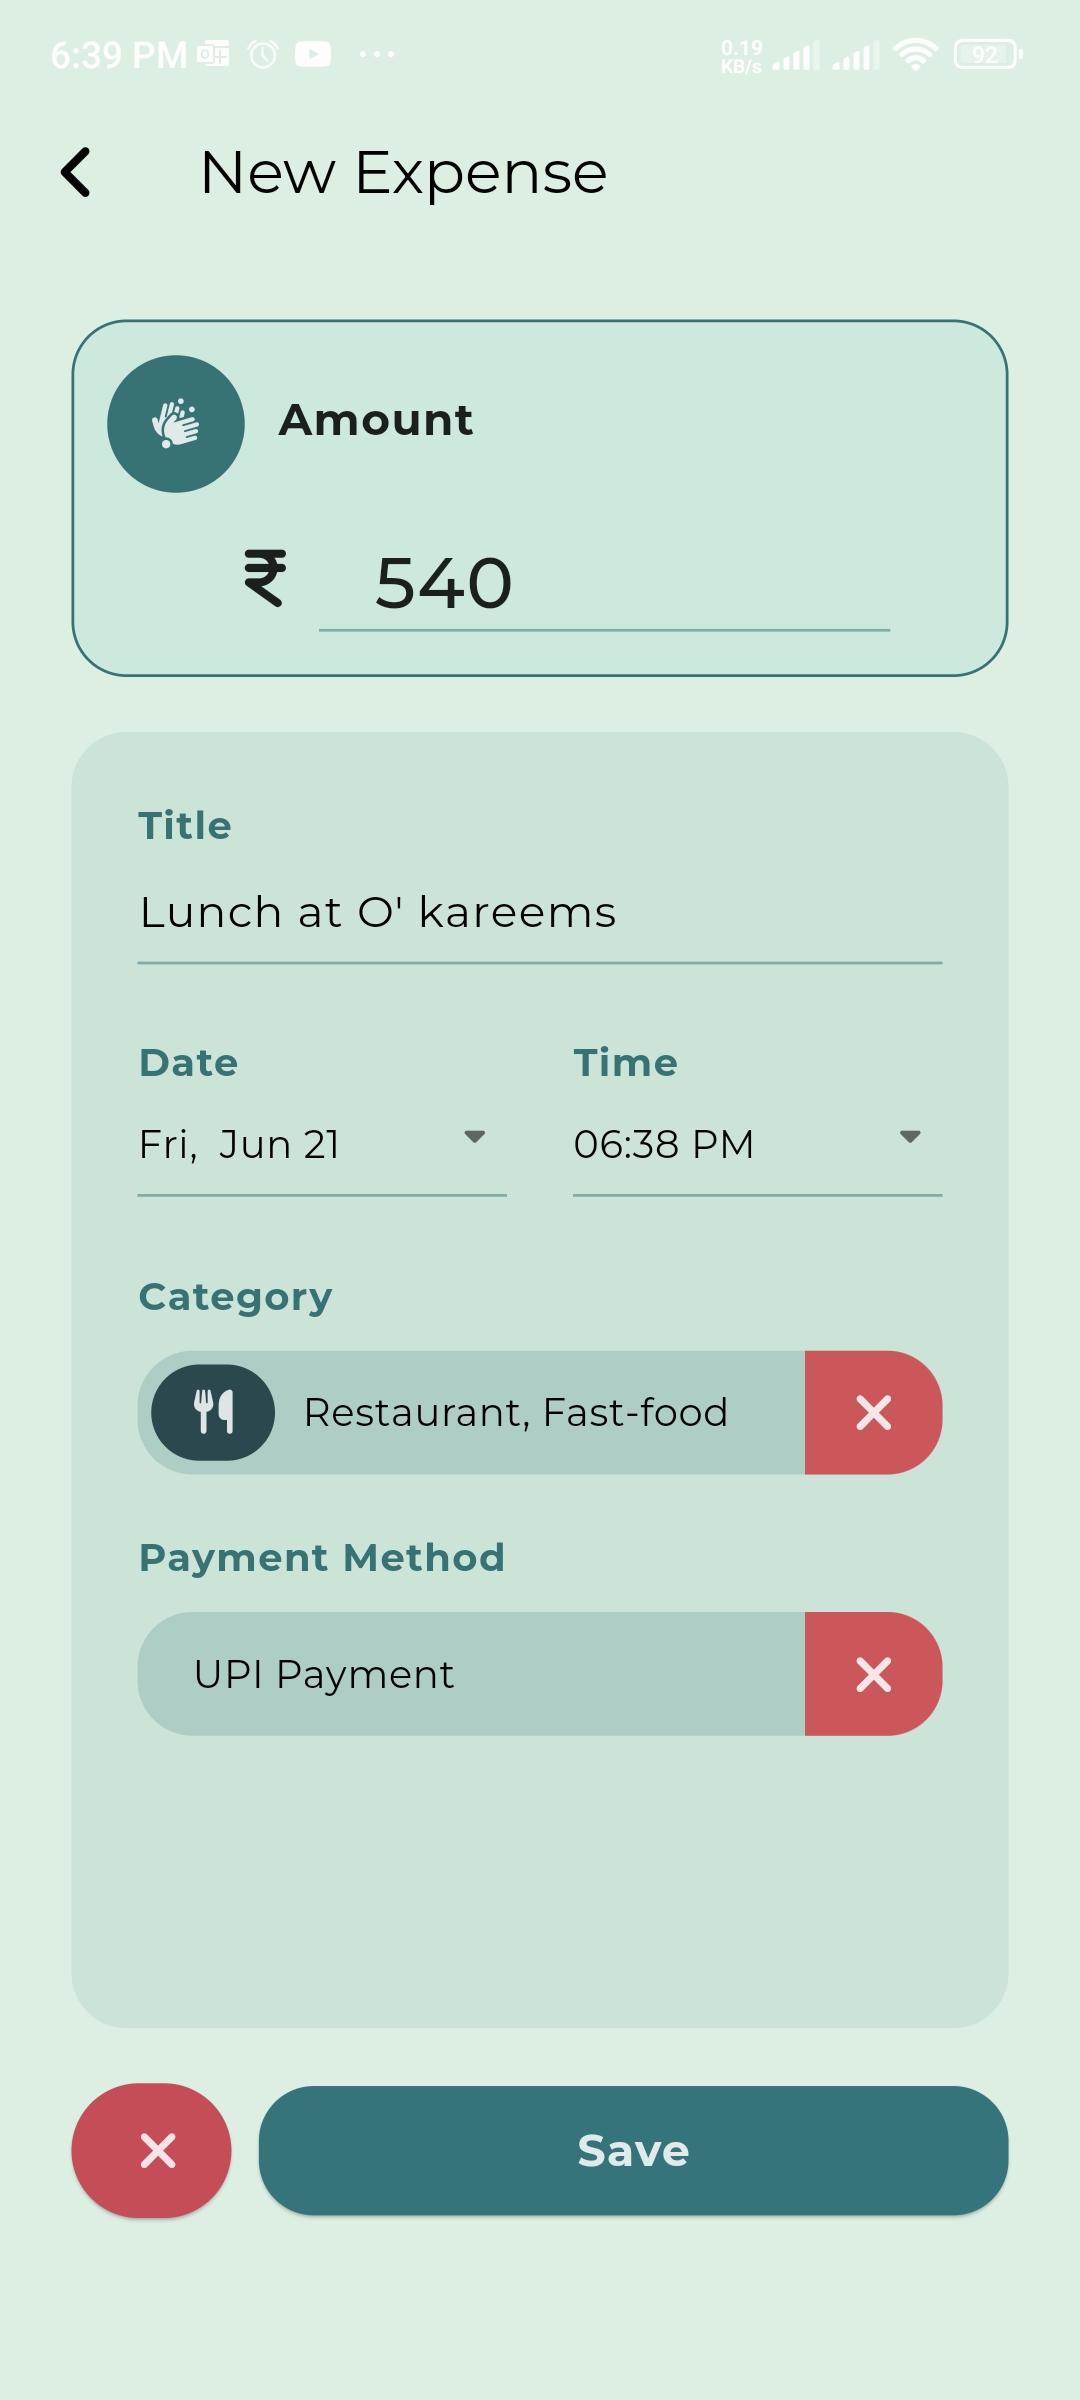 6:39 PM 0.19 KB/s 92
New Expense
Amount
₹ 540
Title
Lunch at O' kareems
Date Time
Fri, Jun 21 06:38 PM
Category
Restaurant, Fast-food
Payment Method
UPI Payment
Save